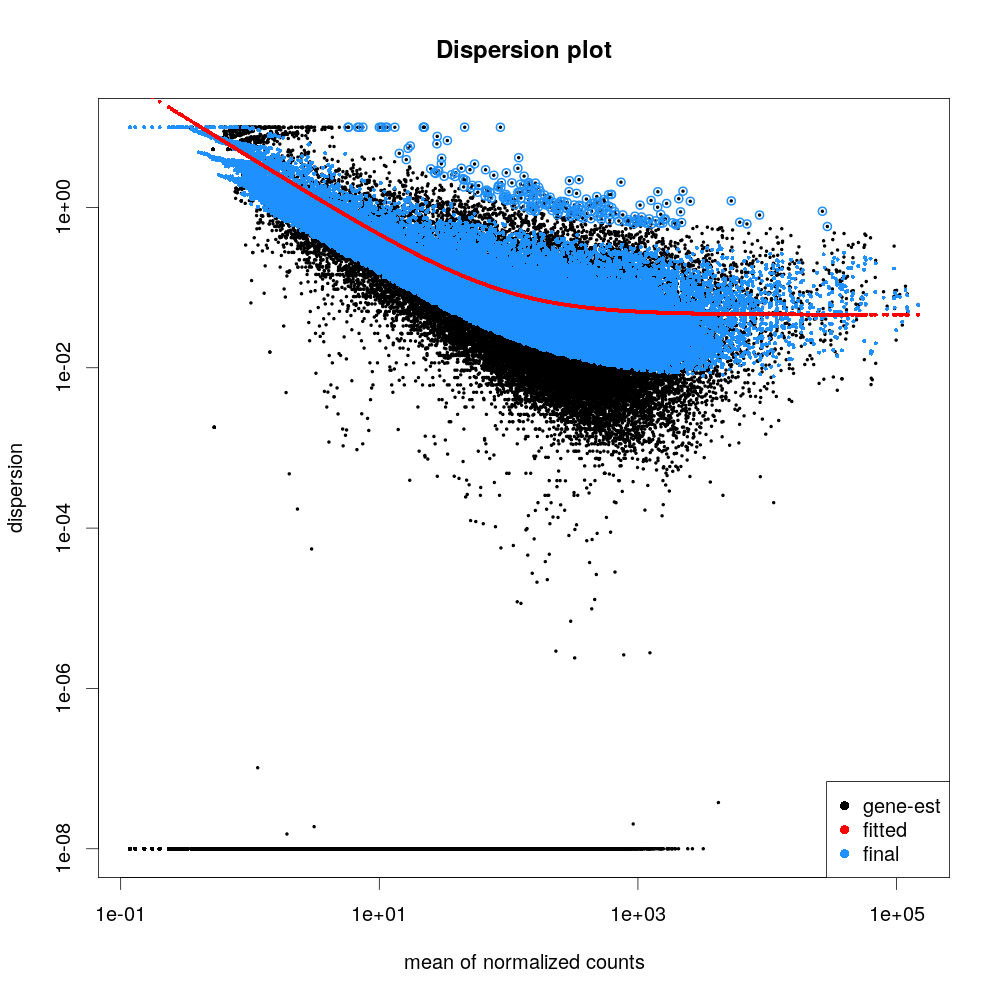 Dispersion plot
dispersion
1e+00
1e-02
1e-04
1e-06
1e-08
gene-est
fitted
final
1e-01
1e+01
1e+03
1e+05
mean of normalized counts